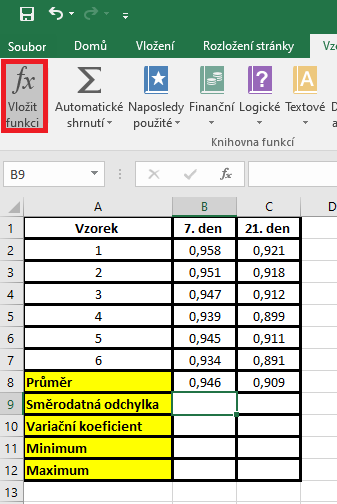 Soubor Domů Vložení Rozložení stránky Vzo
fx
Vložit funkci
Automatické shrnutí
Naposledy použité
Finanční
Logické
Textové
D
a
Knihovna funkcí
B9
fx
A B C D
1 Vzorek 7. den 21. den
2 1 0,958 0,921
3 2 0,951 0,918
4 3 0,947 0,912
5 4 0,939 0,899
6 5 0,945 0,911
7 6 0,934 0,891
8 Průměr 0,946 0,909
9 Směrodatná odchylka
10 Variační koeficient
11 Minimum
12 Maximum
13